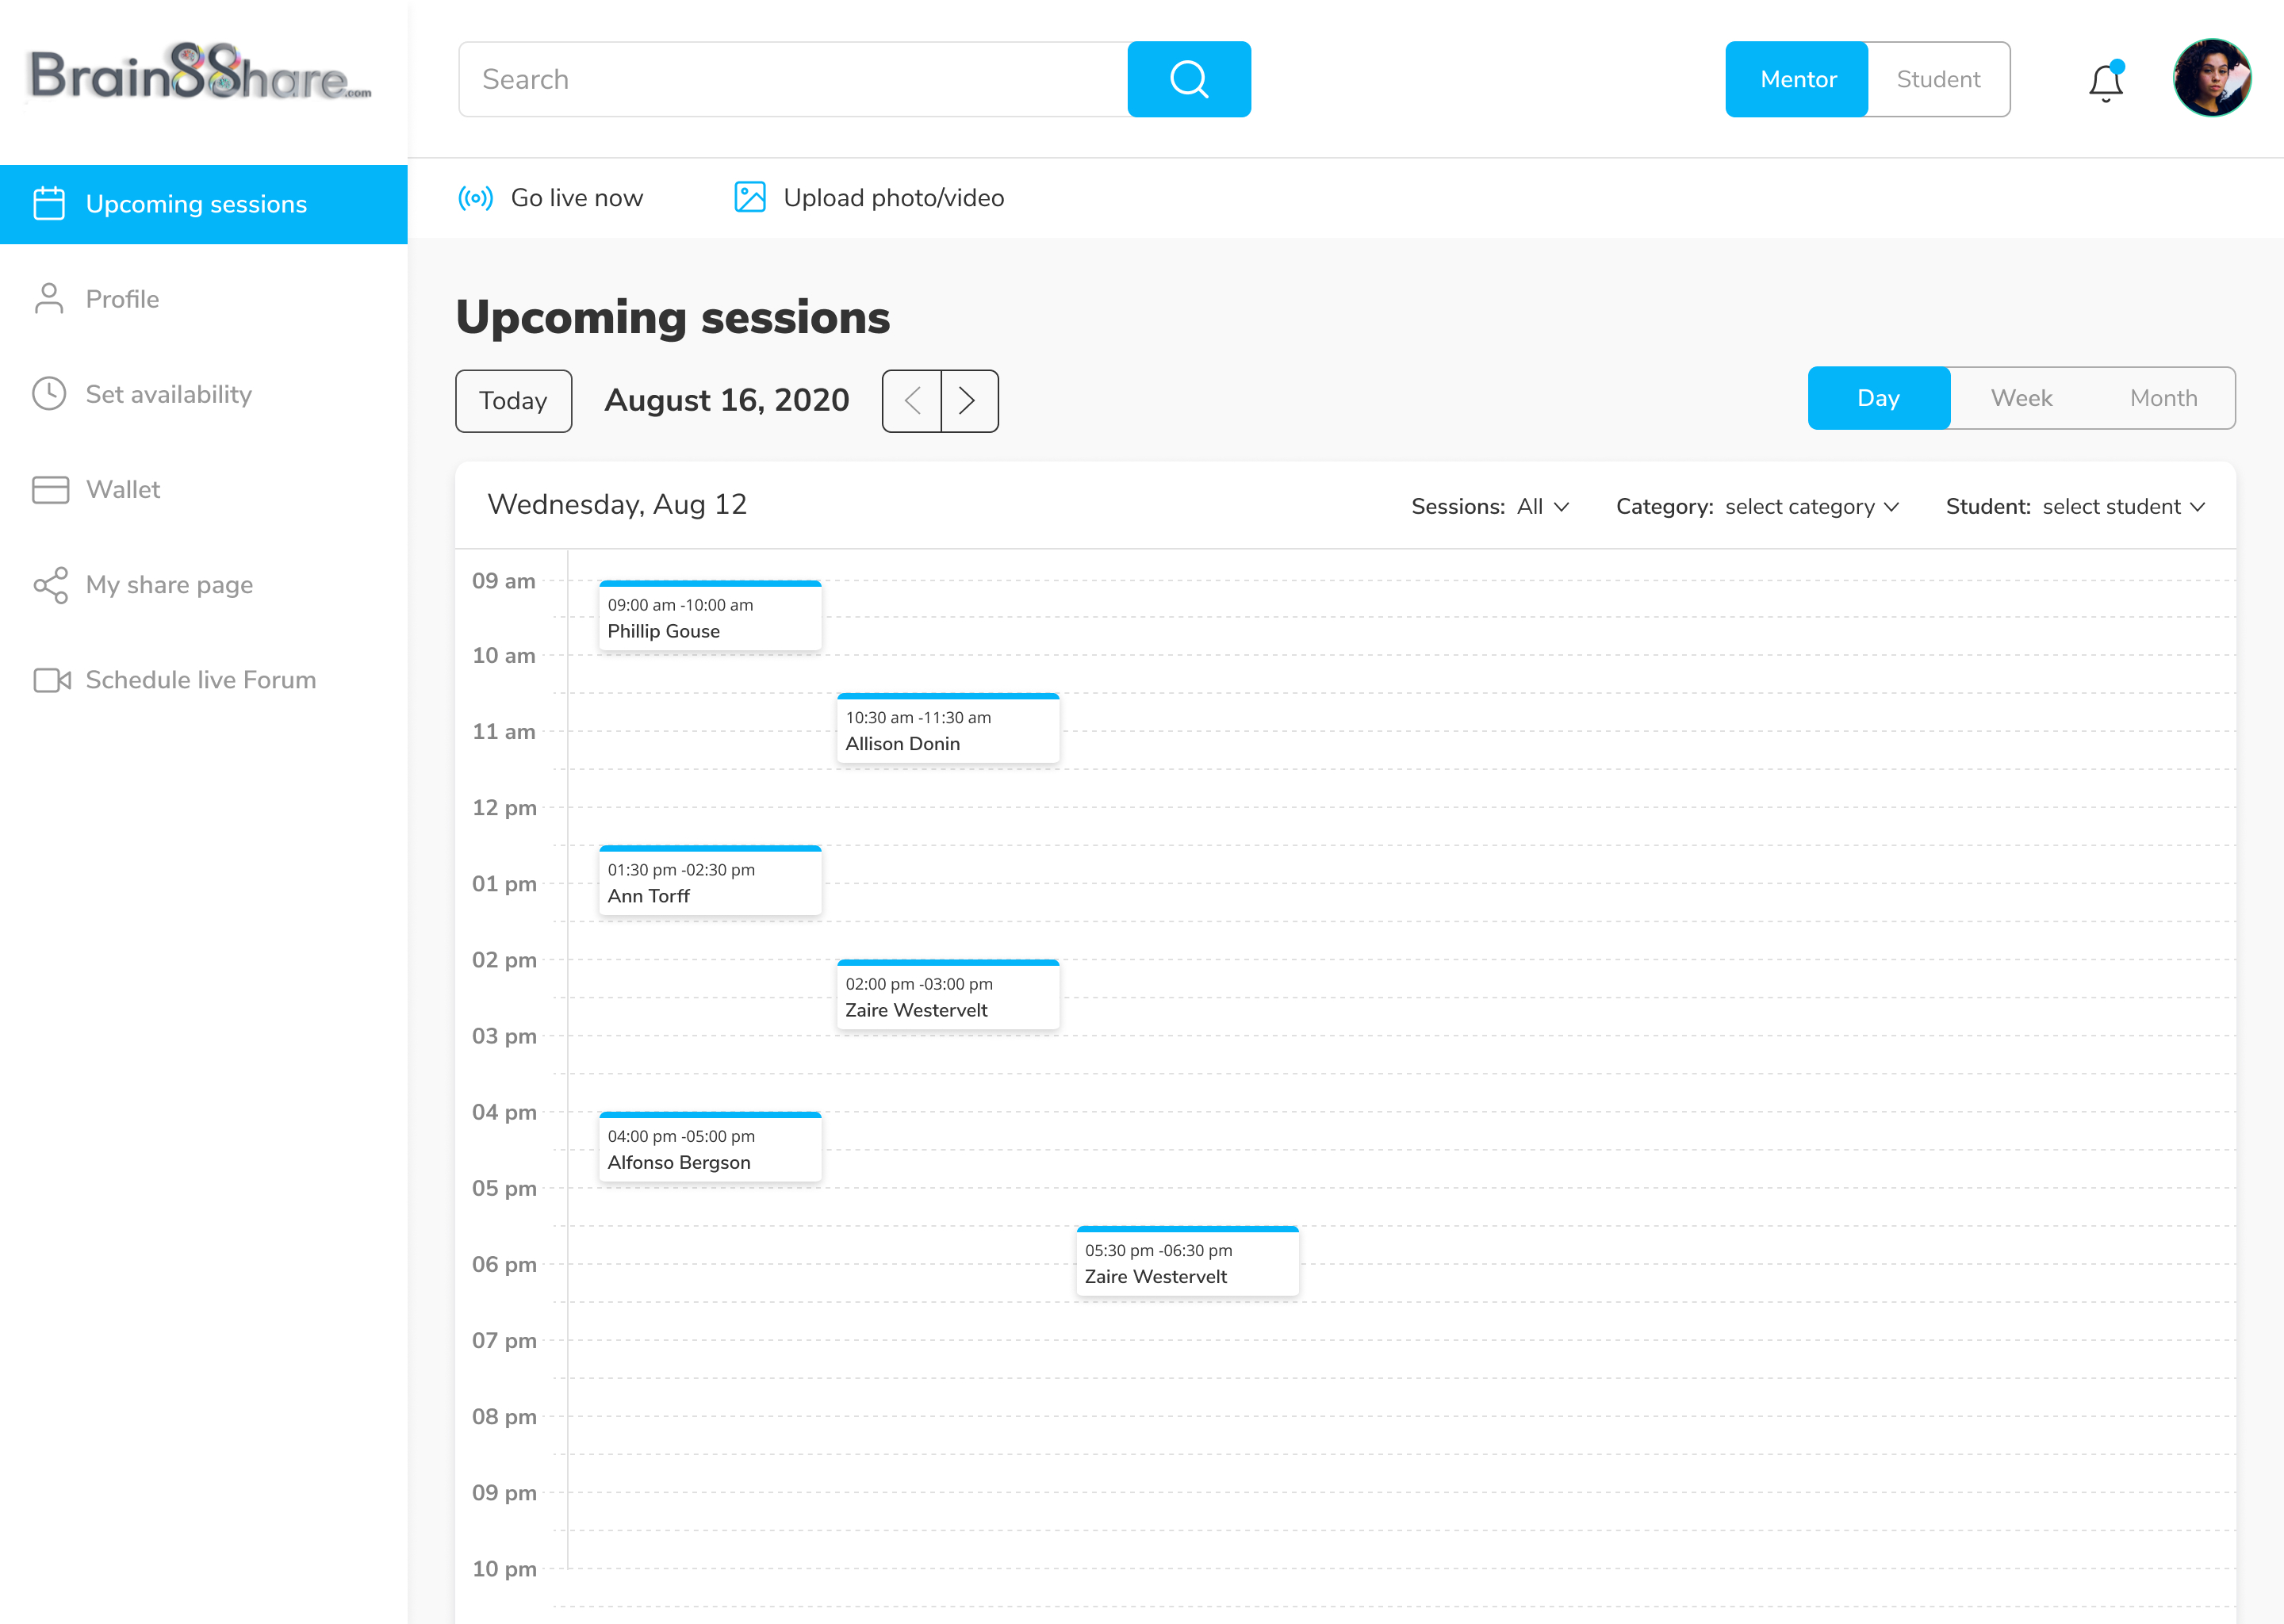 Brain88hare.com
Search
Mentor
Student
Upcoming sessions
Go live now
Upload photo/video
Profile
Set availability
Wallet
My share page
Schedule live Forum
Upcoming sessions
Today
August 16, 2020
Day
Week
Month
Wednesday, Aug 12
Sessions: All
Category: select category
Student: select student
09 am
09:00 am -10:00 am
Phillip Gouse
10 am
10:30 am -11:30 am
11 am
Allison Donin
12 pm
01:30 pm -02:30 pm
01 pm
Ann Torff
02 pm
02:00 pm -03:00 pm
Zaire Westervelt
03 pm
04 pm
04:00 pm -05:00 pm
Alfonso Bergson
05 pm
05:30 pm -06:30 pm
06 pm
Zaire Westervelt
07 pm
08 pm
09 pm
10 pm